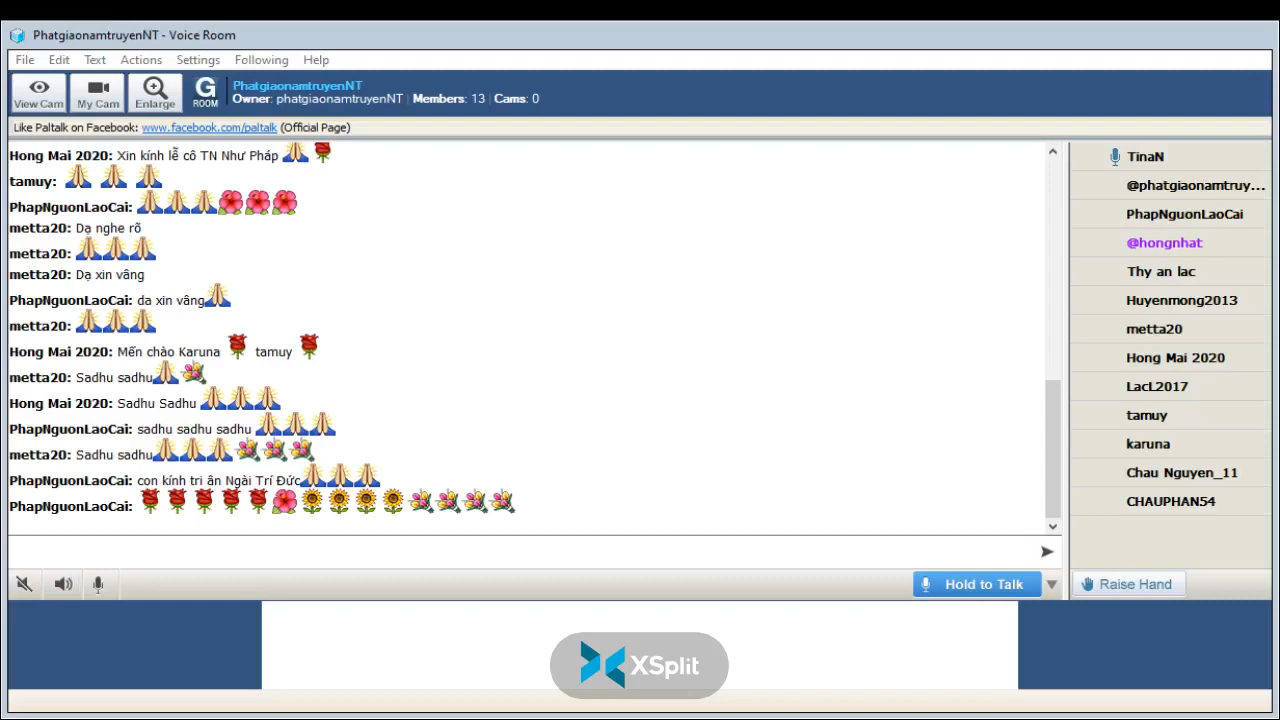 PhatgiaonamtruyenNT - Voice Room
File Edit Text Actions Settings Following Help
View Cam
My Cam
Enlarge
G ROOM
PhatgiaonamtruyenNT
Owner: phatgiaonamtruyenNT | Members: 13 | Cams: 0
Like Paltalk on Facebook: www.facebook.com/paltalk (Official Page)
Hong Mai 2020: Xin kính lễ cô TN Như Pháp
tamuy:
PhapNguonLaoCai:
metta20: Dạ nghe rõ
metta20:
metta20: Dạ xin vâng
PhapNguonLaoCai: da xin vâng
metta20:
Hong Mai 2020: Mến chào Karuna tamuy
metta20: Sadhu sadhu
Hong Mai 2020: Sadhu Sadhu
PhapNguonLaoCai: sadhu sadhu sadhu
metta20: Sadhu sadhu
PhapNguonLaoCai: con kính tri ân Ngài Trí Đức
PhapNguonLaoCai:
TinaN
@phatgiaonamtruy...
PhapNguonLaoCai
@hongnhat
Thy an lac
Huyenmong2013
metta20
Hong Mai 2020
LacL2017
tamuy
karuna
Chau Nguyen_11
CHAUPHAN54
Hold to Talk
Raise Hand
XSplit